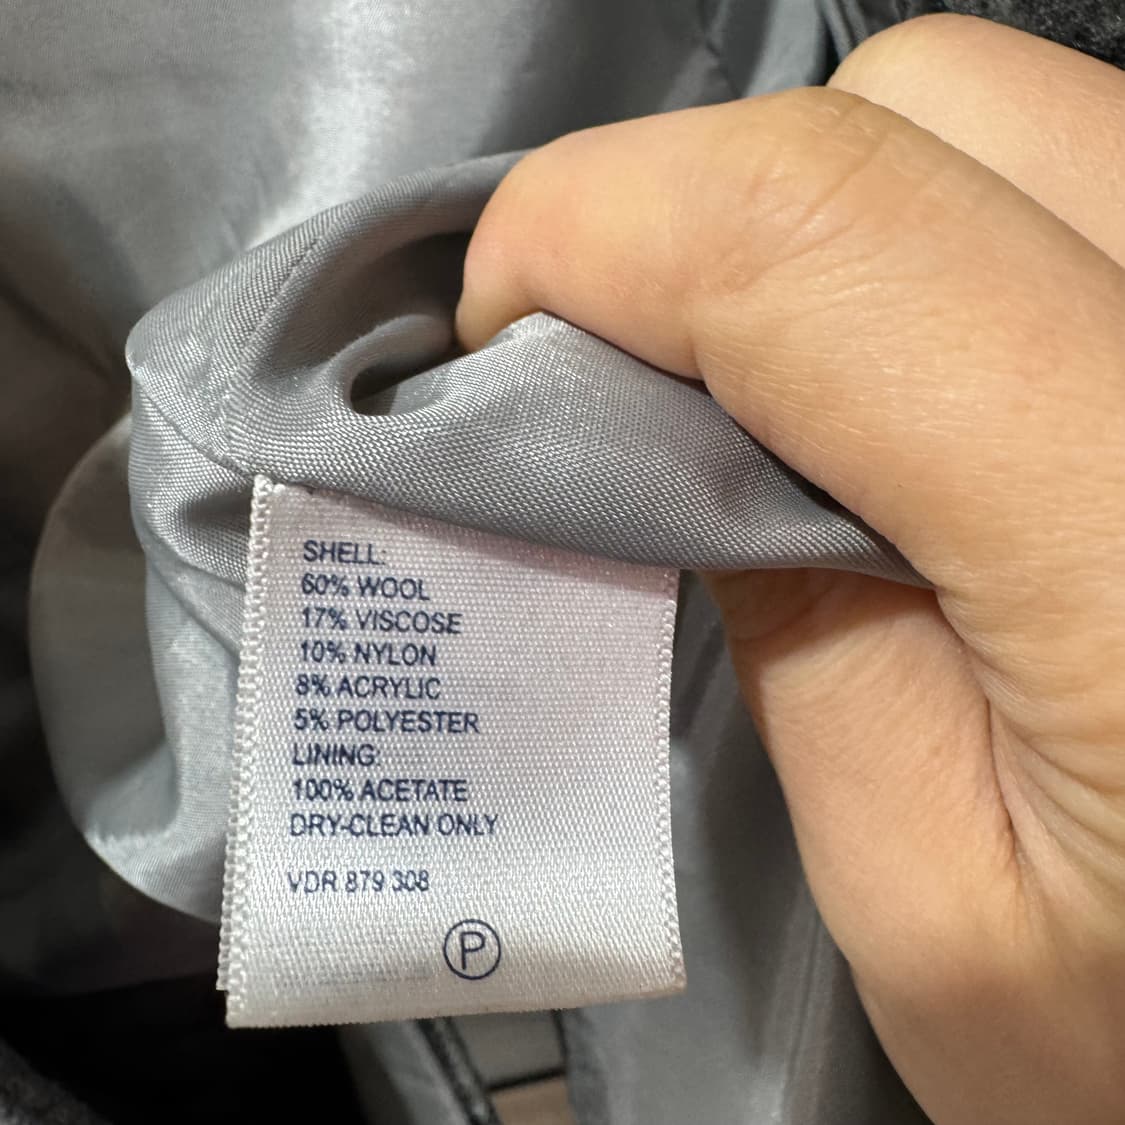 SHELL:
60% WOOL
17% VISCOSE
10% NYLON
8% ACRYLIC
5% POLYESTER
LINING:
100% ACETATE
DRY-CLEAN ONLY
VDR 879 308
P